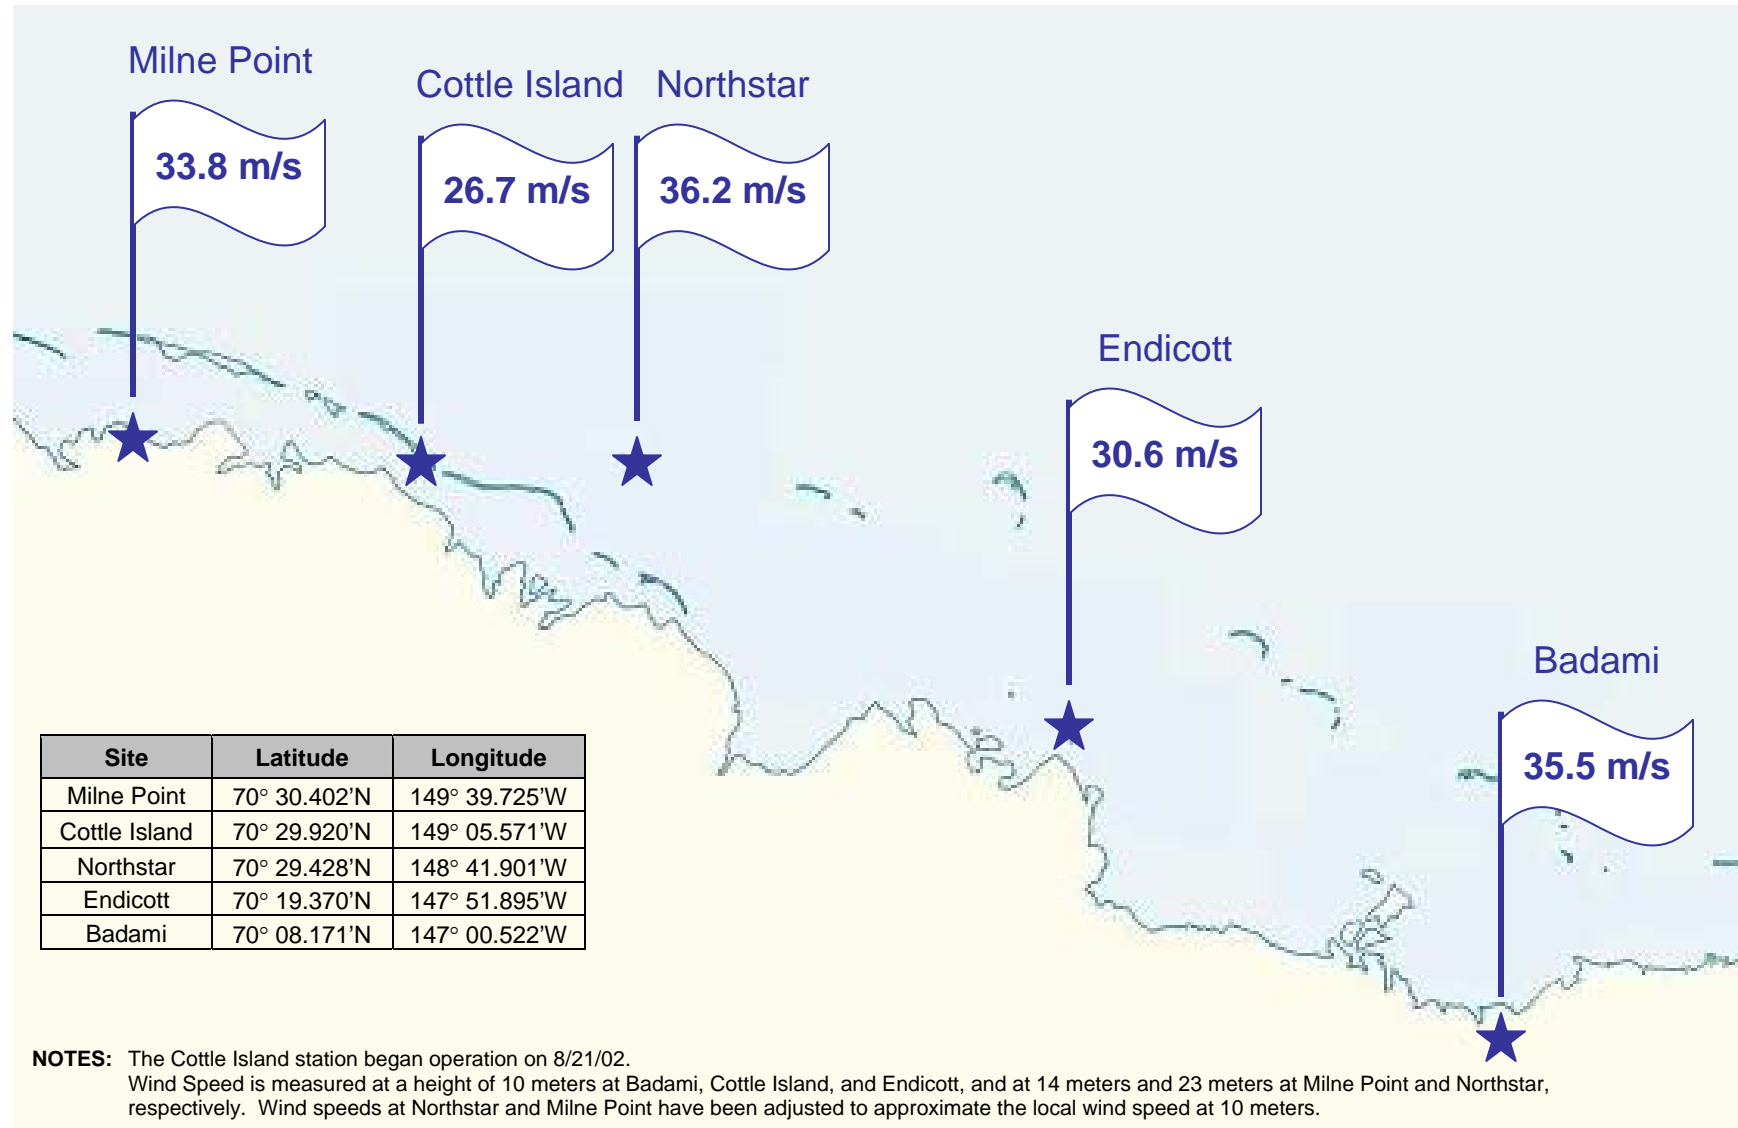 Milne Point
Cottle Island
Northstar
33.8 m/s
26.7 m/s
36.2 m/s
Endicott
30.6 m/s
Badami
35.5 m/s
Site Latitude Longitude
Milne Point 70° 30.402’N 149° 39.725’W
Cottle Island 70° 29.920’N 149° 05.571’W
Northstar 70° 29.428’N 148° 41.901’W
Endicott 70° 19.370’N 147° 51.895’W
Badami 70° 08.171’N 147° 00.522’W
NOTES: The Cottle Island station began operation on 8/21/02.
Wind Speed is measured at a height of 10 meters at Badami, Cottle Island, and Endicott, and at 14 meters and 23 meters at Milne Point and Northstar,
respectively. Wind speeds at Northstar and Milne Point have been adjusted to approximate the local wind speed at 10 meters.